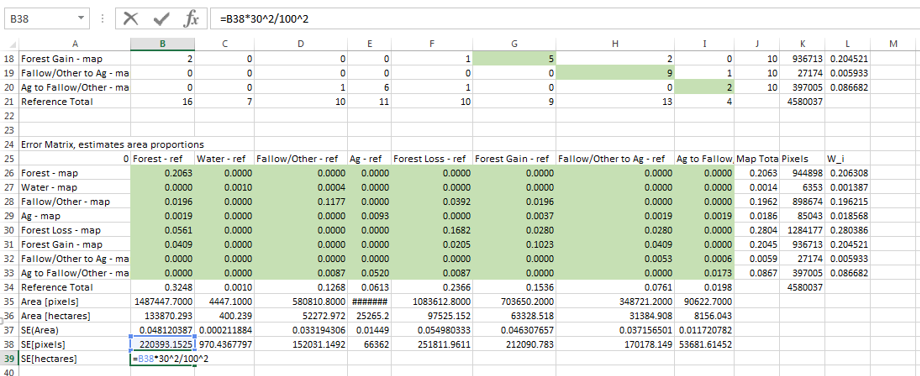 B38 =B38*30^2/100^2
A B C D E F G H I J K L M
18 Forest Gain - map 2 0 0 0 1 5 2 0 10 936713 0.204521
19 Fallow/Other to Ag - ma 0 0 0 0 0 0 9 1 10 27174 0.005933
20 Ag to Fallow/Other - ma 0 0 1 6 1 0 0 2 10 397005 0.086682
21 Reference Total 16 7 10 11 10 9 13 4 4580037
22
23
24 Error Matrix, estimates area proportions
25 0 Forest - ref Water - ref Fallow/Other - ref Ag - ref Forest Loss - ref Forest Gain - ref Fallow/Other to Ag - ref Ag to Fallow Map Tota Pixels W_i
26 Forest - map 0.2063 0.0000 0.0000 0.0000 0.0000 0.0000 0.0000 0.0000 0.2063 944898 0.206308
27 Water - map 0.0000 0.0010 0.0004 0.0000 0.0000 0.0000 0.0000 0.0000 0.0014 6353 0.001387
28 Fallow/Other - map 0.0196 0.0000 0.1177 0.0000 0.0392 0.0196 0.0000 0.0000 0.1962 898674 0.196215
29 Ag - map 0.0019 0.0000 0.0000 0.0093 0.0000 0.0037 0.0019 0.0019 0.0186 85043 0.018568
30 Forest Loss - map 0.0561 0.0000 0.0000 0.0000 0.1682 0.0280 0.0280 0.0000 0.2804 1284177 0.280386
31 Forest Gain - map 0.0409 0.0000 0.0000 0.0000 0.0205 0.1023 0.0409 0.0000 0.2045 936713 0.204521
32 Fallow/Other to Ag - ma 0.0000 0.0000 0.0000 0.0000 0.0000 0.0000 0.0053 0.0006 0.0059 27174 0.005933
33 Ag to Fallow/Other - ma 0.0000 0.0000 0.0087 0.0520 0.0087 0.0000 0.0000 0.0173 0.0867 397005 0.086682
34 Reference Total 0.3248 0.0010 0.1268 0.0613 0.2366 0.1536 0.0761 0.0198 4580037
35 Area [pixels] 1487447.7000 4447.1000 580810.8000 ####### 1083612.8000 703650.2000 348721.2000 90622.7000
36 Area [hectares] 133870.293 400.239 52272.972 25265.2 97525.152 63328.518 31384.908 8156.043
37 SE(Area) 0.048120387 0.000211884 0.033194306 0.01449 0.054980333 0.046307657 0.037156501 0.011720782
38 SE[pixels] 220393.1525 970.4367797 152031.1492 66362 251811.9611 212090.783 170178.149 53681.61452
39 SE[hectares] =B38*30^2/100^2
40